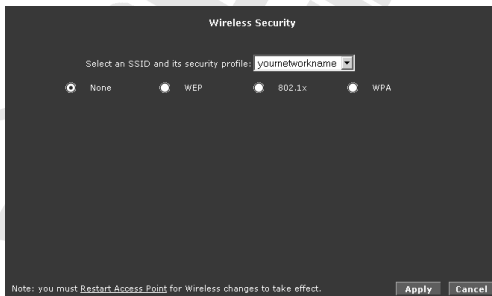 Wireless Security
Select an SSID and its security profile: yournetworkname
None WEP 802.1x WPA
Note: you must Restart Access Point for Wireless changes to take effect. Apply Cancel